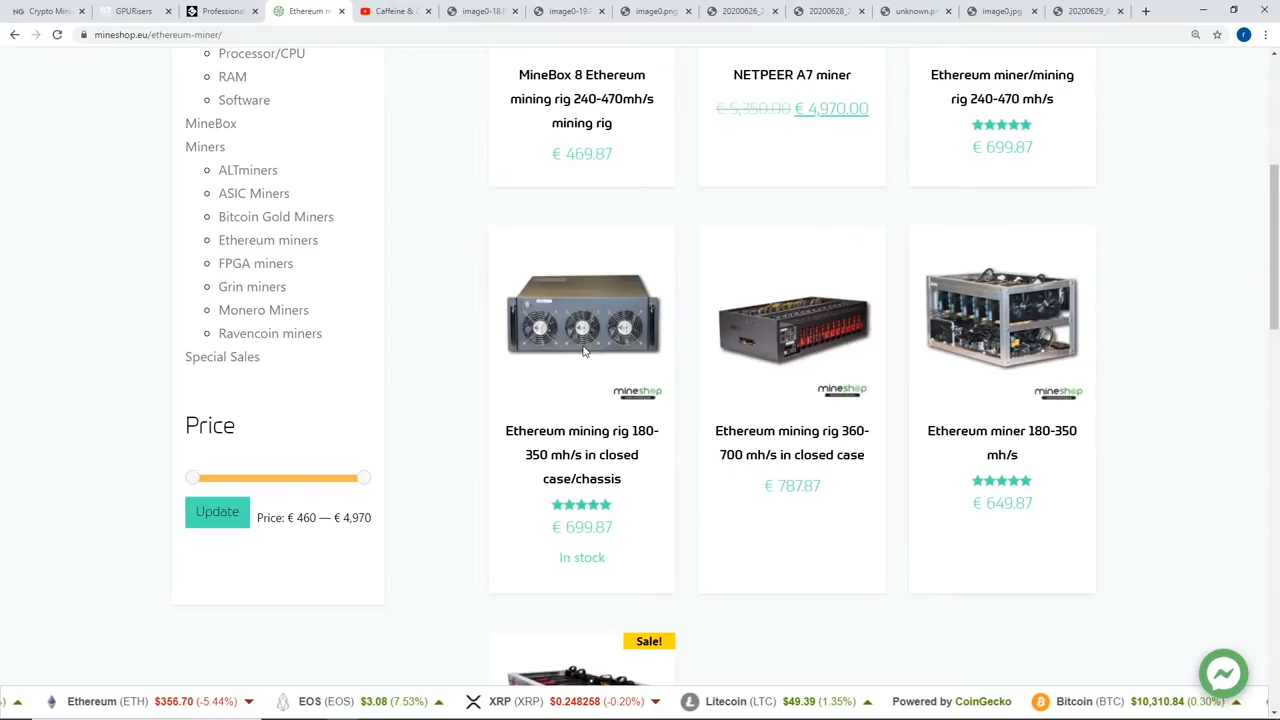 Crypto Mini
GPURisers
Professional
Ethereum m
Caffeine & C
image0-18.
image0-19.
image0.png
20200626_2
20200628_2
unknown.p
image0.jpg
20200629_0
mineshop.eu/ethereum-miner/
r
Processor/CPU
RAM
Software
MineBox
Miners
ALTminers
ASIC Miners
Bitcoin Gold Miners
Ethereum miners
FPGA miners
Grin miners
Monero Miners
Ravencoin miners
Special Sales
Price
Update
Price: € 460 — € 4,970
MineBox 8 Ethereum
mining rig 240-470mh/s
mining rig
€ 469.87
NETPEER A7 miner
€ 5,350.00 € 4,970.00
Ethereum miner/mining
rig 240-470 mh/s
€ 699.87
mineshop
Ethereum mining rig 180-
350 mh/s in closed
case/chassis
€ 699.87
In stock
mineshop
Ethereum mining rig 360-
700 mh/s in closed case
€ 787.87
mineshop
Ethereum miner 180-350
mh/s
€ 649.87
Sale!
Ethereum (ETH) $356.70 (-5.44%)
EOS (EOS) $3.08 (7.53%)
XRP (XRP) $0.248258 (-0.20%)
Litecoin (LTC) $49.39 (1.35%)
Powered by CoinGecko
Bitcoin (BTC) $10,310.84 (0.30%)